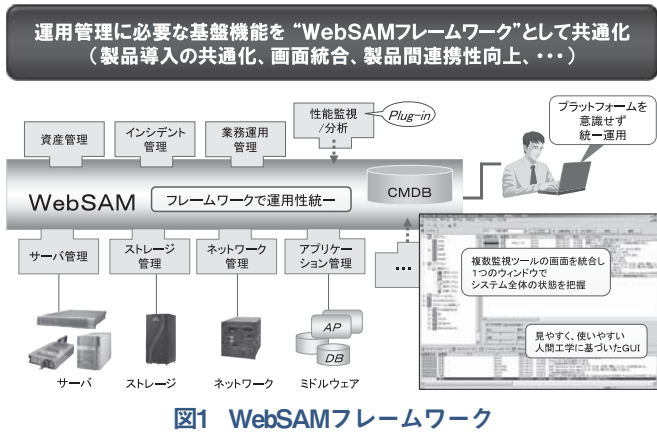 運用管理に必要な基盤機能を “WebSAMフレームワーク”として共通化
（製品導入の共通化、画面統合、製品間連携性向上、・・・）
資産管理
インシデント
管理
業務運用
管理
性能監視
/分析
Plug-in
プラットフォームを
意識せず
統一運用
WebSAM
フレームワークで運用性統一
CMDB
サーバ管理
ストレージ
管理
ネットワーク
管理
アプリケー
ション管理
…
複数監視ツールの画面を統合し
1つのウィンドウで
システム全体の状態を把握
見やすく、使いやすい
人間工学に基づいたGUI
AP
DB
サーバ
ストレージ
ネットワーク
ミドルウェア
図1 WebSAMフレームワーク